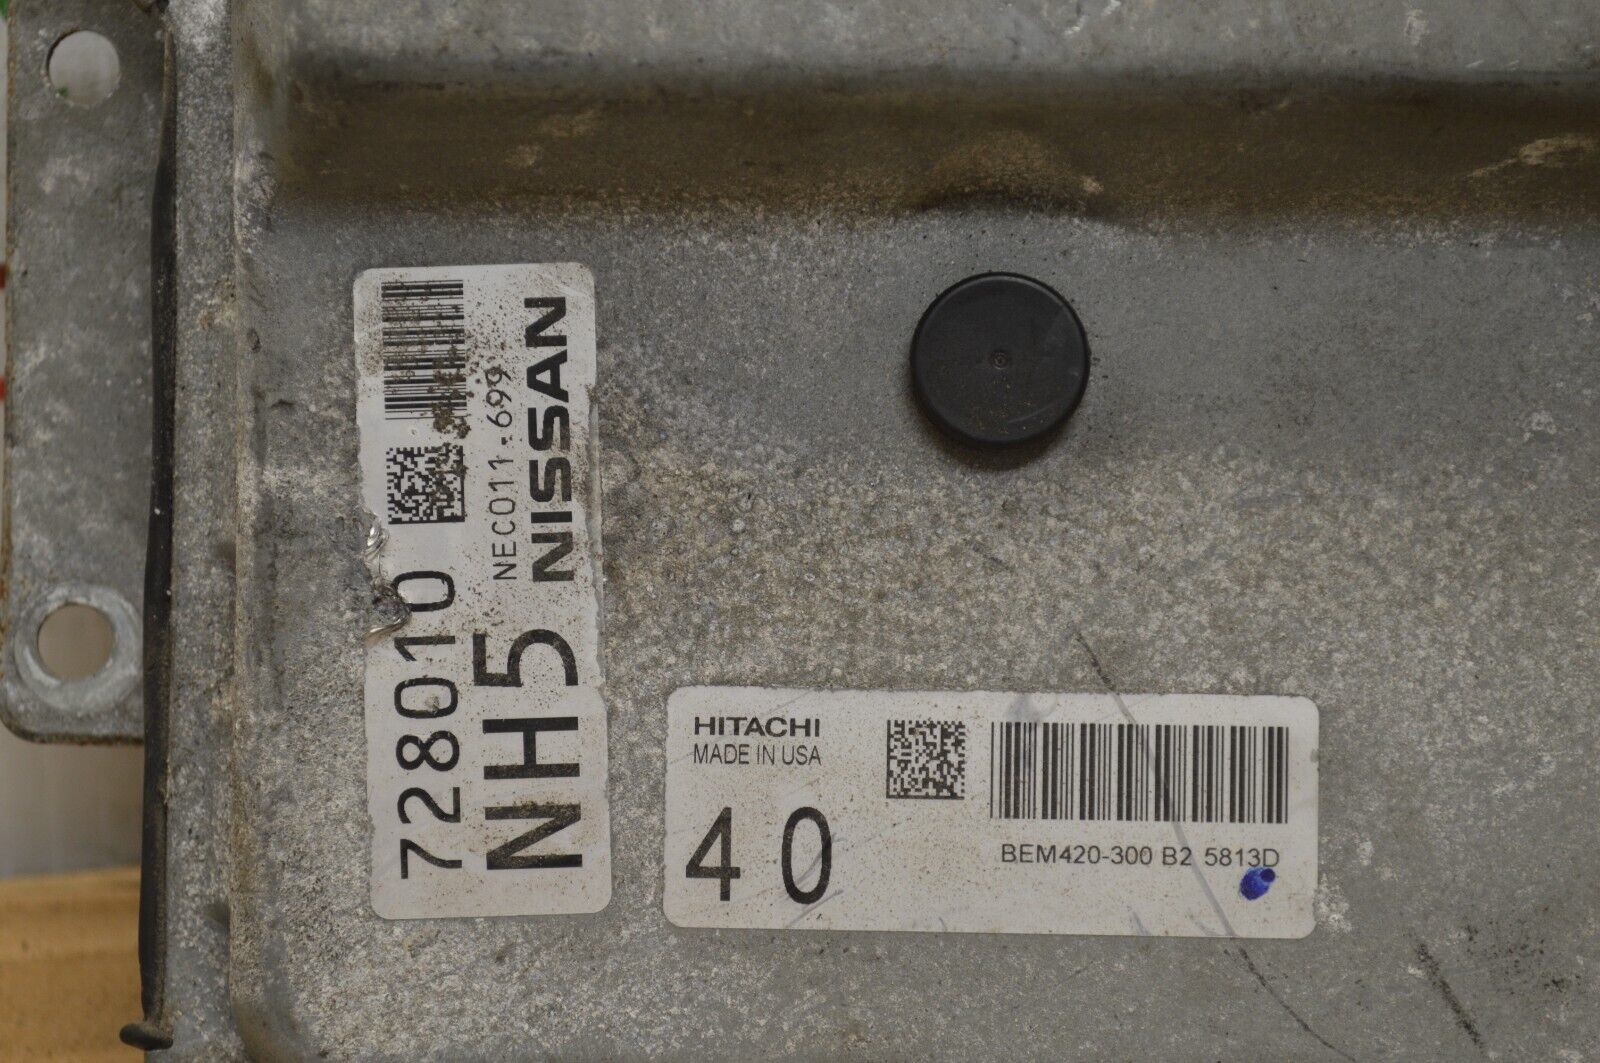 NEC011-699
NISSAN
728010
NH5
HITACHI
MADE IN USA
40
BEM420-300 B2 5813D